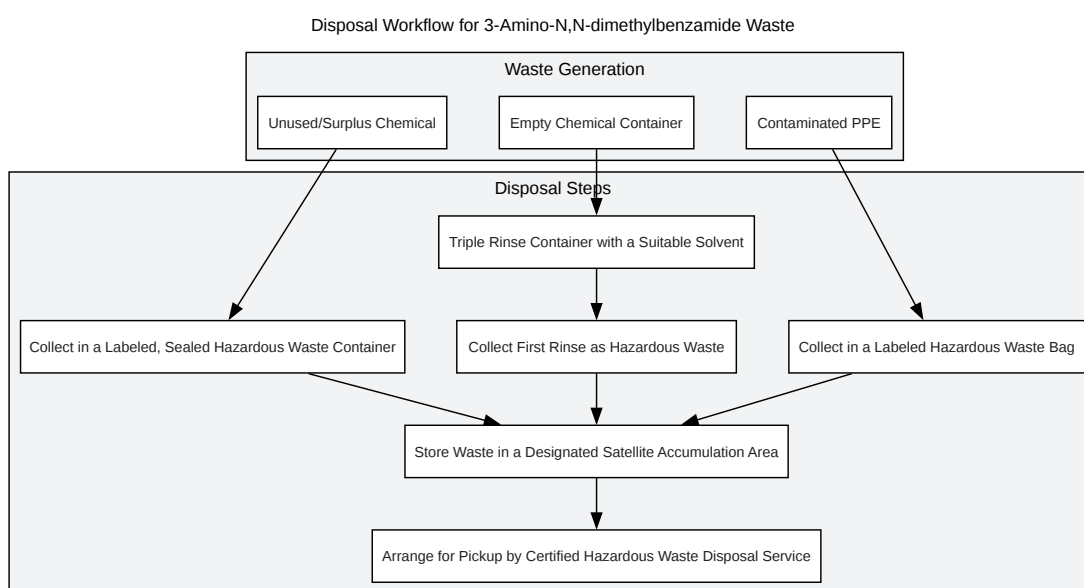 Disposal Workflow for 3-Amino-N,N-dimethylbenzamide Waste
Waste Generation
Unused/Surplus Chemical
Empty Chemical Container
Contaminated PPE
Disposal Steps
Triple Rinse Container with a Suitable Solvent
Collect in a Labeled, Sealed Hazardous Waste Container
Collect First Rinse as Hazardous Waste
Collect in a Labeled Hazardous Waste Bag
Store Waste in a Designated Satellite Accumulation Area
Arrange for Pickup by Certified Hazardous Waste Disposal Service